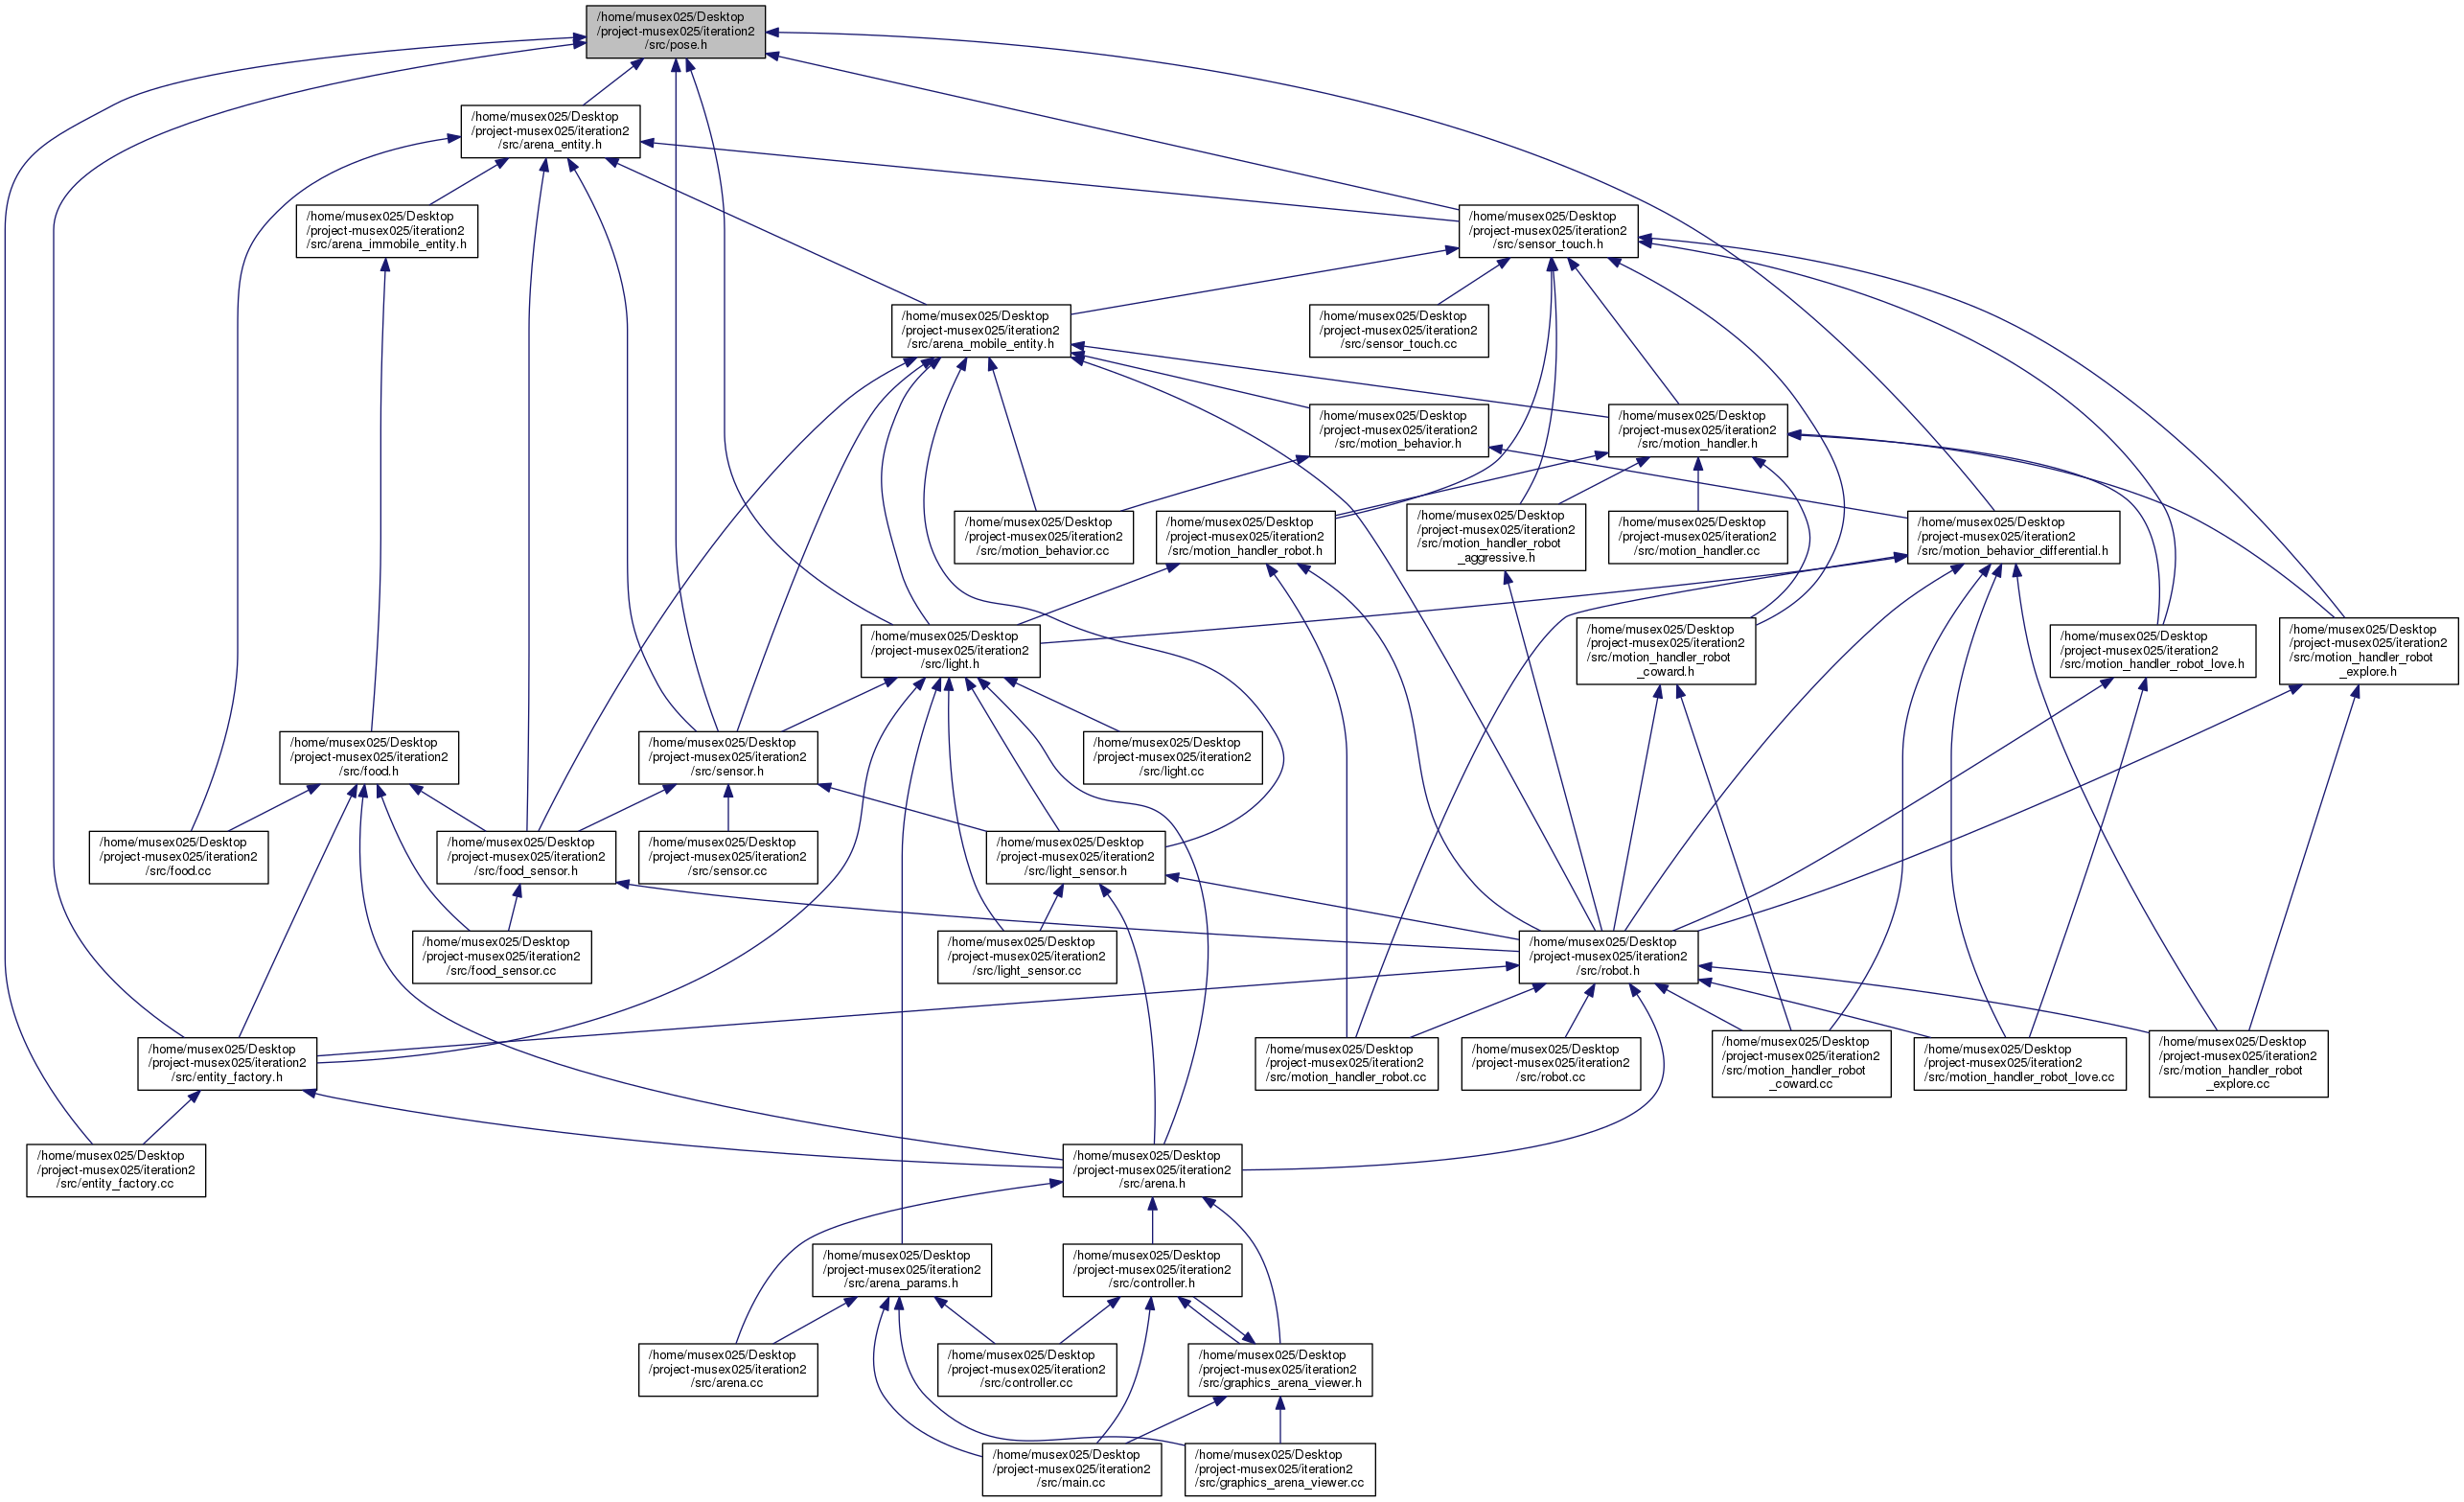 /home/musex025/Desktop
/project-musex025/iteration2
/src/pose.h
/home/musex025/Desktop
/project-musex025/iteration2
/src/arena_entity.h
/home/musex025/Desktop
/project-musex025/iteration2
/src/arena_immobile_entity.h
/home/musex025/Desktop
/project-musex025/iteration2
/src/sensor_touch.h
/home/musex025/Desktop
/project-musex025/iteration2
/src/arena_mobile_entity.h
/home/musex025/Desktop
/project-musex025/iteration2
/src/sensor_touch.cc
/home/musex025/Desktop
/project-musex025/iteration2
/src/motion_behavior.h
/home/musex025/Desktop
/project-musex025/iteration2
/src/motion_handler.h
/home/musex025/Desktop
/project-musex025/iteration2
/src/motion_behavior.cc
/home/musex025/Desktop
/project-musex025/iteration2
/src/motion_handler_robot.h
/home/musex025/Desktop
/project-musex025/iteration2
/src/motion_handler_robot
_aggressive.h
/home/musex025/Desktop
/project-musex025/iteration2
/src/motion_handler.cc
/home/musex025/Desktop
/project-musex025/iteration2
/src/motion_behavior_differential.h
/home/musex025/Desktop
/project-musex025/iteration2
/src/light.h
/home/musex025/Desktop
/project-musex025/iteration2
/src/motion_handler_robot
_coward.h
/home/musex025/Desktop
/project-musex025/iteration2
/src/motion_handler_robot_love.h
/home/musex025/Desktop
/project-musex025/iteration2
/src/motion_handler_robot
_explore.h
/home/musex025/Desktop
/project-musex025/iteration2
/src/food.h
/home/musex025/Desktop
/project-musex025/iteration2
/src/sensor.h
/home/musex025/Desktop
/project-musex025/iteration2
/src/light.cc
/home/musex025/Desktop
/project-musex025/iteration2
/src/food.cc
/home/musex025/Desktop
/project-musex025/iteration2
/src/food_sensor.h
/home/musex025/Desktop
/project-musex025/iteration2
/src/sensor.cc
/home/musex025/Desktop
/project-musex025/iteration2
/src/light_sensor.h
/home/musex025/Desktop
/project-musex025/iteration2
/src/food_sensor.cc
/home/musex025/Desktop
/project-musex025/iteration2
/src/light_sensor.cc
/home/musex025/Desktop
/project-musex025/iteration2
/src/robot.h
/home/musex025/Desktop
/project-musex025/iteration2
/src/entity_factory.h
/home/musex025/Desktop
/project-musex025/iteration2
/src/motion_handler_robot.cc
/home/musex025/Desktop
/project-musex025/iteration2
/src/robot.cc
/home/musex025/Desktop
/project-musex025/iteration2
/src/motion_handler_robot
_coward.cc
/home/musex025/Desktop
/project-musex025/iteration2
/src/motion_handler_robot_love.cc
/home/musex025/Desktop
/project-musex025/iteration2
/src/motion_handler_robot
_explore.cc
/home/musex025/Desktop
/project-musex025/iteration2
/src/entity_factory.cc
/home/musex025/Desktop
/project-musex025/iteration2
/src/arena.h
/home/musex025/Desktop
/project-musex025/iteration2
/src/arena_params.h
/home/musex025/Desktop
/project-musex025/iteration2
/src/controller.h
/home/musex025/Desktop
/project-musex025/iteration2
/src/arena.cc
/home/musex025/Desktop
/project-musex025/iteration2
/src/controller.cc
/home/musex025/Desktop
/project-musex025/iteration2
/src/graphics_arena_viewer.h
/home/musex025/Desktop
/project-musex025/iteration2
/src/main.cc
/home/musex025/Desktop
/project-musex025/iteration2
/src/graphics_arena_viewer.cc